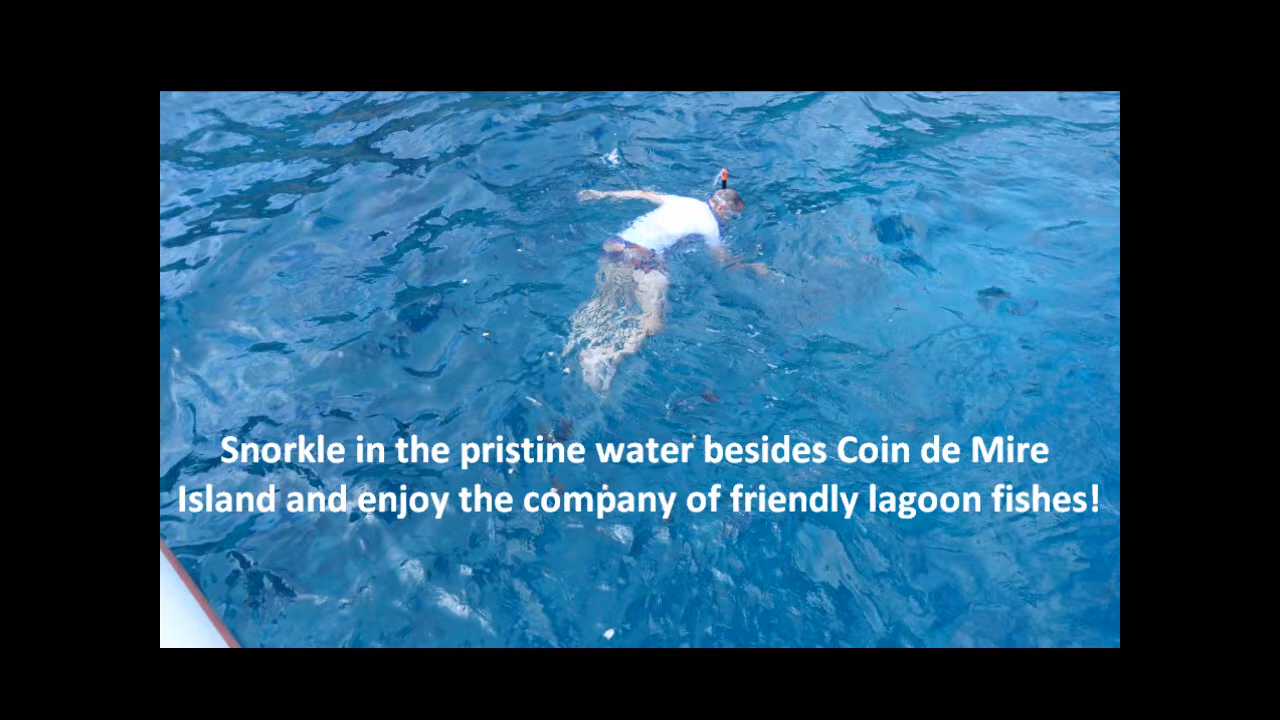 Snorkle in the pristine water besides Coin de Mire
Island and enjoy the company of friendly lagoon fishes!